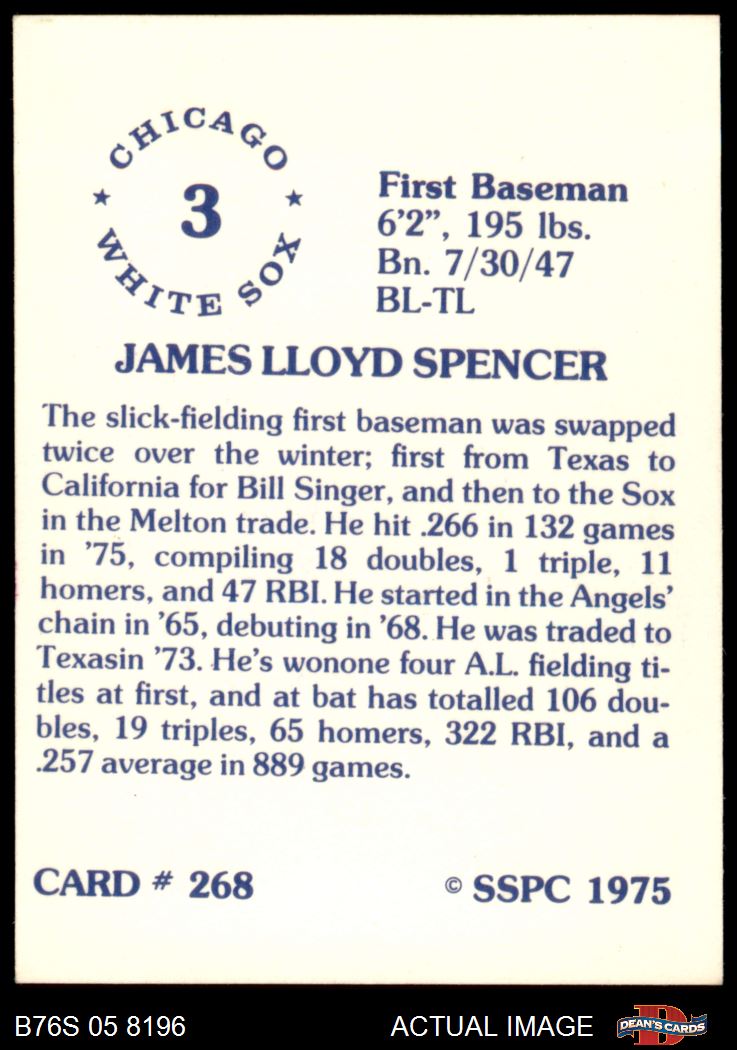 CHICAGO
3
WHITE SOX
First Baseman
6'2", 195 lbs.
Bn. 7/30/47
BL-TL
JAMES LLOYD SPENCER
The slick-fielding first baseman was swapped
twice over the winter; first from Texas to
California for Bill Singer, and then to the Sox
in the Melton trade. He hit .266 in 132 games
in '75, compiling 18 doubles, 1 triple, 11
homers, and 47 RBI. He started in the Angels'
chain in '65, debuting in '68. He was traded to
Texasin '73. He's wonone four A.L. fielding ti-
tles at first, and at bat has totalled 106 dou-
bles, 19 triples, 65 homers, 322 RBI, and a
.257 average in 889 games.
CARD # 268
© SSPC 1975
B76S 05 8196
ACTUAL IMAGE
D
DEAN'S CARDS